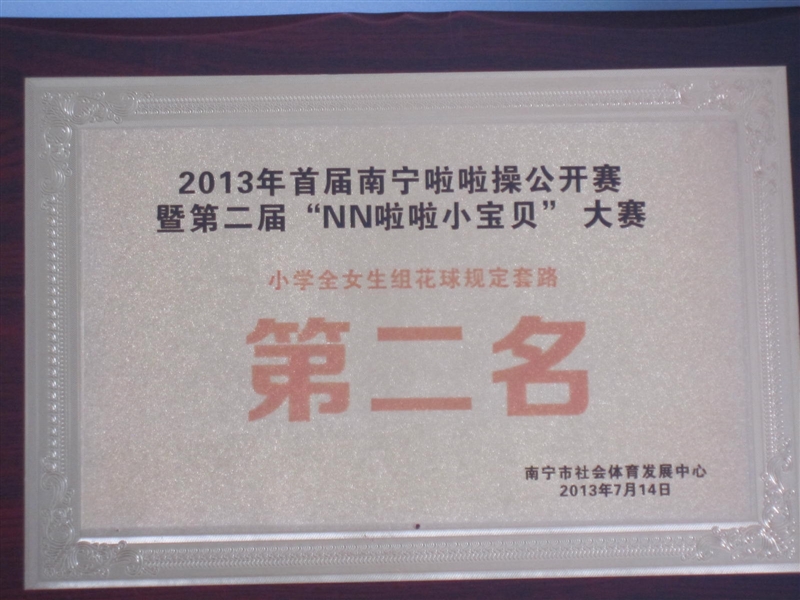 2013年首届南宁啦啦操公开赛
暨第二届“NN啦啦小宝贝”大赛
小学全女生组花球规定套路
第二名
南宁市社会体育发展中心
2013年7月14日